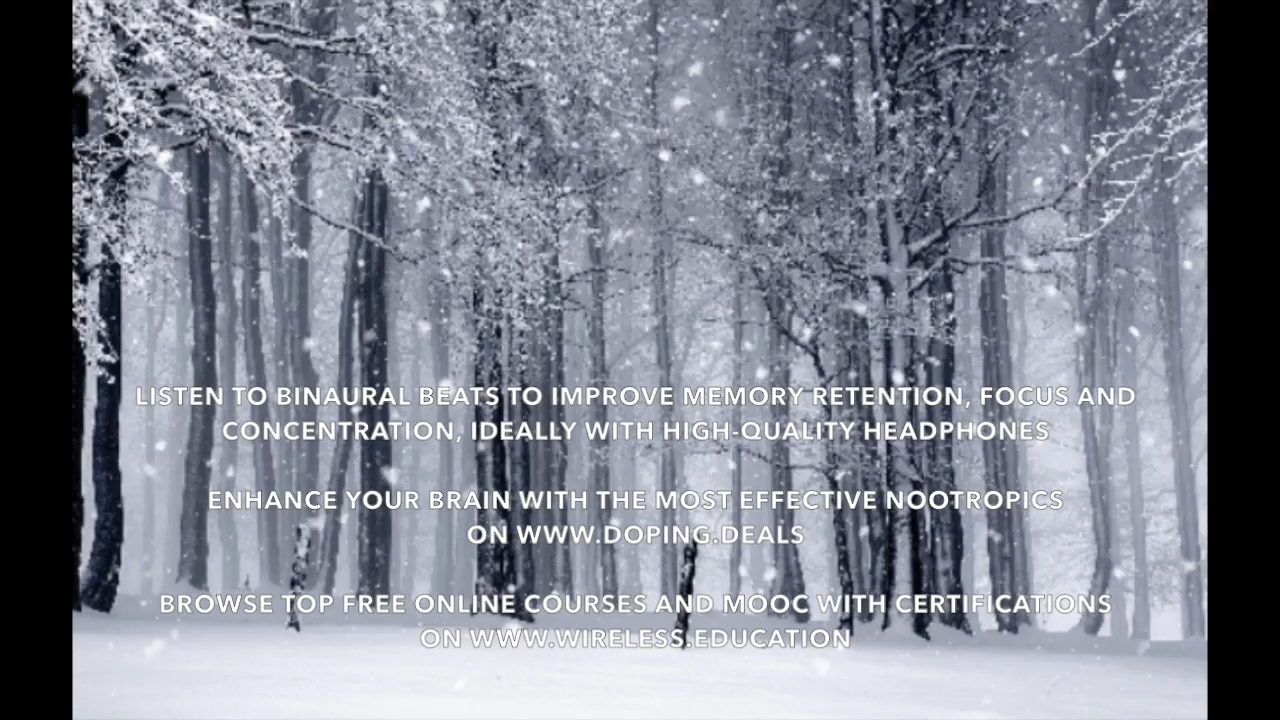 LISTEN TO BINAURAL BEATS TO IMPROVE MEMORY RETENTION, FOCUS AND
CONCENTRATION, IDEALLY WITH HIGH-QUALITY HEADPHONES
ENHANCE YOUR BRAIN WITH THE MOST EFFECTIVE NOOTROPICS
ON WWW.DOPING.DEALS
BROWSE TOP FREE ONLINE COURSES AND MOOC WITH CERTIFICATIONS
ON WWW.WIRELESS.EDUCATION